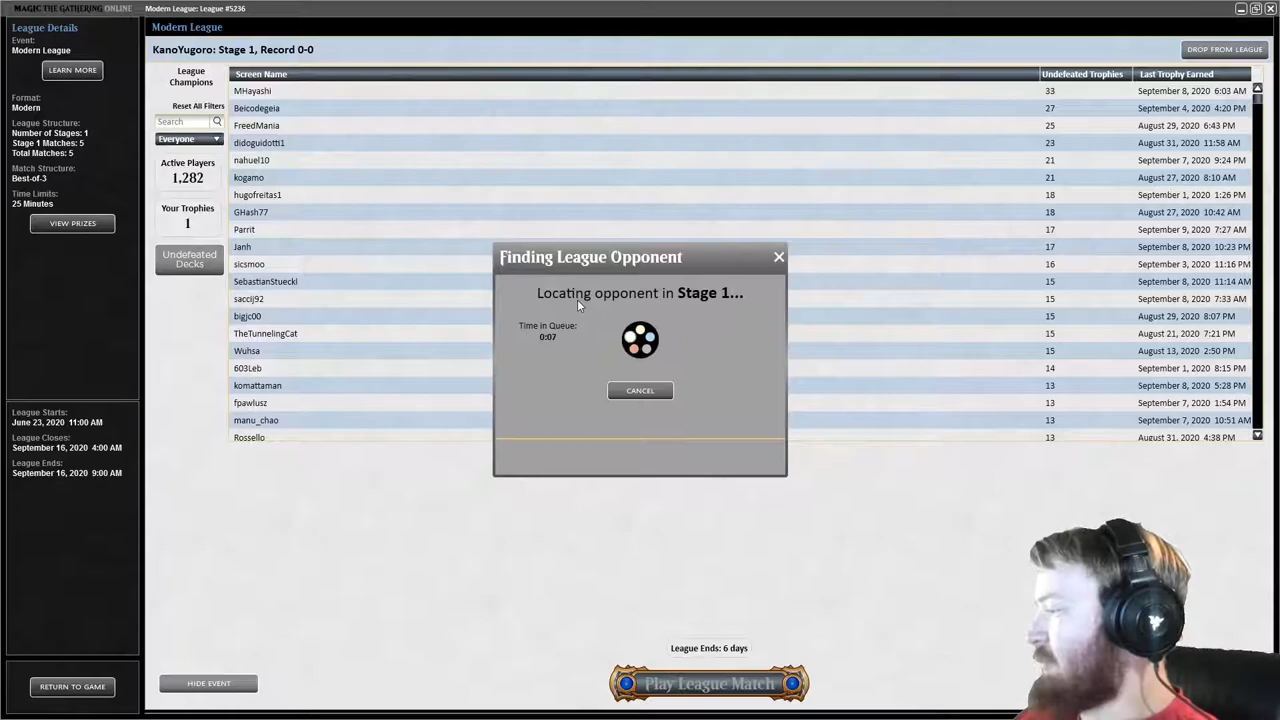 MAGIC THE GATHERING ONLINE
Modern League: League #5236
League Details
Event:
Modern League
LEARN MORE
Format:
Modern
League Structure:
Number of Stages: 1
Stage 1 Matches: 5
Total Matches: 5
Match Structure:
Best-of-3
Time Limits:
25 Minutes
VIEW PRIZES
League Starts:
June 23, 2020 11:00 AM
League Closes:
September 16, 2020 4:00 AM
League Ends:
September 16, 2020 9:00 AM
RETURN TO GAME
Modern League
KanoYugoro: Stage 1, Record 0-0
DROP FROM LEAGUE
League
Champions
Reset All Filters
Search
Everyone
Active Players
1,282
Your Trophies
1
Undefeated
Decks
Screen Name Undefeated Trophies Last Trophy Earned
MHayashi 33 September 8, 2020 6:03 AM
Beicodegeia 27 September 4, 2020 4:20 PM
FreedMania 25 August 29, 2020 6:43 PM
didoguidotti1 23 August 31, 2020 11:58 AM
nahuel10 21 September 7, 2020 9:24 PM
kogamo 21 August 27, 2020 8:10 AM
hugofreitas1 18 September 1, 2020 1:26 PM
GHash77 18 August 27, 2020 10:42 AM
Parrit 17 September 9, 2020 7:27 AM
Janh 17 September 8, 2020 10:23 PM
sicsmoo 16 September 3, 2020 11:16 PM
SebastianStueckl 15 September 8, 2020 11:14 AM
saccij92 15 September 8, 2020 7:33 AM
bigjc00 15 August 29, 2020 8:07 PM
TheTunnelingCat 15 August 21, 2020 7:21 PM
Wuhsa 15 August 13, 2020 2:50 PM
603Leb 14 September 1, 2020 8:15 PM
komattaman 13 September 8, 2020 5:28 PM
fpawlusz 13 September 7, 2020 1:54 PM
manu_chao 13 September 7, 2020 10:51 AM
Rossello 13 August 31, 2020 4:38 PM
Finding League Opponent
Locating opponent in Stage 1...
Time in Queue:
0:07
CANCEL
League Ends: 6 days
HIDE EVENT
Play League Match